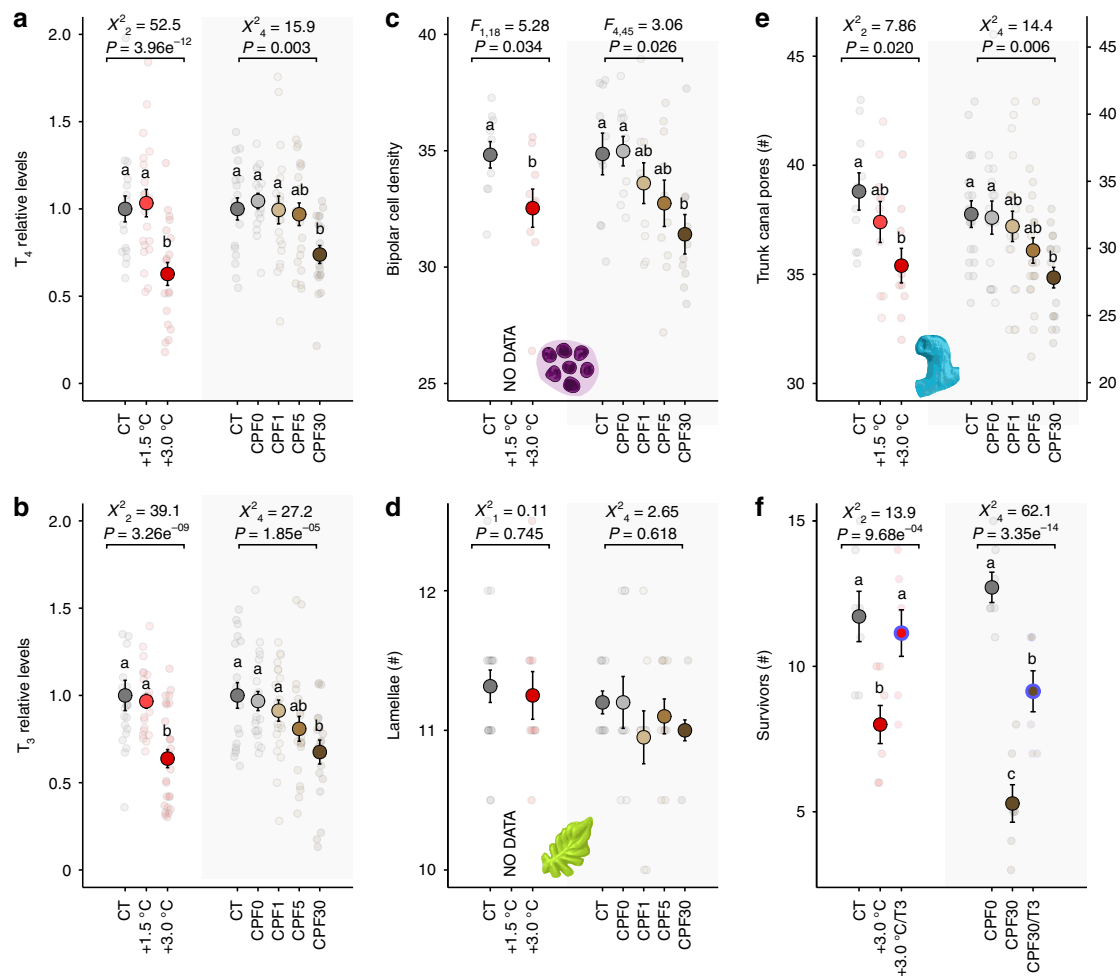 a
X²₂ = 52.5
P = 3.96e⁻¹²
X²₄ = 15.9
P = 0.003
T₄ relative levels
2.0
1.5
1.0
0.5
0
a
a
b
a
a
a
ab
b
CT
+1.5 °C
+3.0 °C
CT
CPF0
CPF1
CPF5
CPF30
c
F₁,₁₈ = 5.28
P = 0.034
F₄,₄₅ = 3.06
P = 0.026
Bipolar cell density
40
35
30
25
a
b
a
a
ab
ab
b
NO DATA
CT
+1.5 °C
+3.0 °C
CT
CPF0
CPF1
CPF5
CPF30
e
X²₂ = 7.86
P = 0.020
X²₄ = 14.4
P = 0.006
Trunk canal pores (#)
45
40
35
30
45
40
35
30
25
20
a
ab
b
a
a
ab
ab
b
CT
+1.5 °C
+3.0 °C
CT
CPF0
CPF1
CPF5
CPF30
b
X²₂ = 39.1
P = 3.26e⁻⁰⁹
X²₄ = 27.2
P = 1.85e⁻⁰⁵
T₃ relative levels
2.0
1.5
1.0
0.5
0
a
a
b
a
a
a
ab
b
CT
+1.5 °C
+3.0 °C
CT
CPF0
CPF1
CPF5
CPF30
d
X²₁ = 0.11
P = 0.745
X²₄ = 2.65
P = 0.618
Lamellae (#)
12
11
10
NO DATA
CT
+1.5 °C
+3.0 °C
CT
CPF0
CPF1
CPF5
CPF30
f
X²₂ = 13.9
P = 9.68e⁻⁰⁴
X²₄ = 62.1
P = 3.35e⁻¹⁴
Survivors (#)
15
10
5
a
b
a
a
c
b
CT
+3.0 °C
+3.0 °C/T3
CPF0
CPF30
CPF30/T3